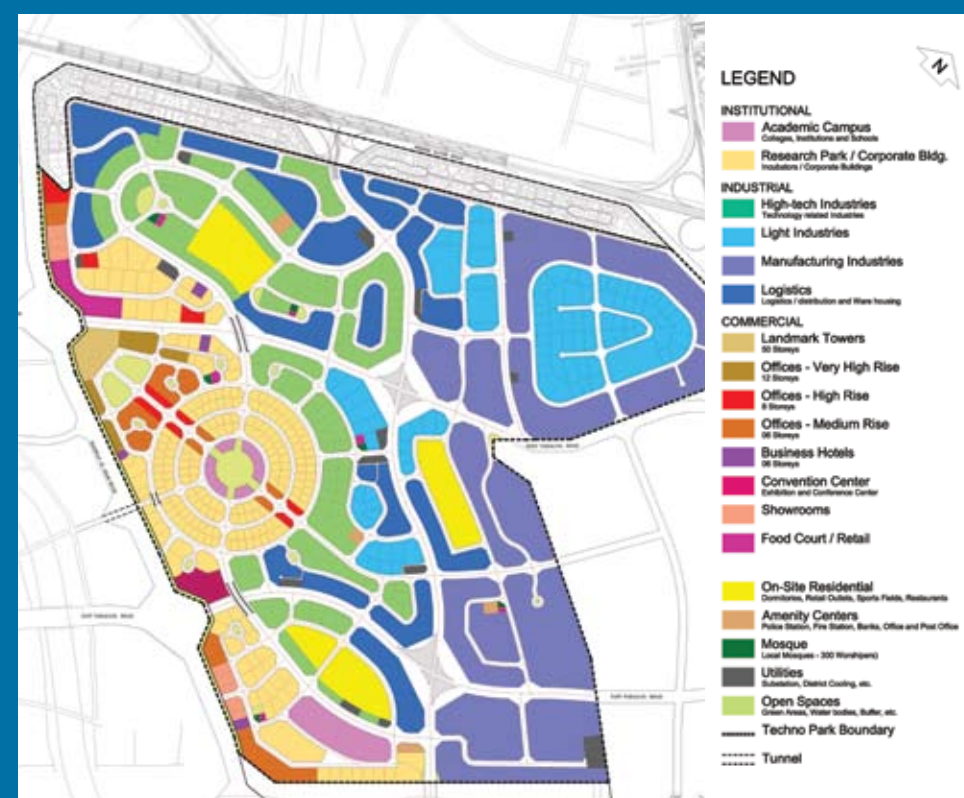 N
LEGEND
INSTITUTIONAL
Academic Campus
Colleges, Institutions and Schools
Research Park / Corporate Bldg.
Incubators / Corporate Buildings
INDUSTRIAL
High-tech Industries
Technology related industries
Light Industries
Manufacturing Industries
Logistics
Logistics / distribution and Ware housing
COMMERCIAL
Landmark Towers
50 Storeys
Offices - Very High Rise
12 Storeys
Offices - High Rise
8 Storeys
Offices - Medium Rise
06 Storeys
Business Hotels
06 Storeys
Convention Center
Exhibition and Conference Center
Showrooms
Food Court / Retail
On-Site Residential
Dormitories, Retail Outlets, Sports Fields, Restaurants
Amenity Centers
Police Station, Fire Station, Banks, Office and Post Office
Mosque
Local Mosques - 300 Worshipers)
Utilities
Substation, District Cooling, etc.
Open Spaces
Green Areas, Water bodies, Buffer, etc.
Techno Park Boundary
Tunnel